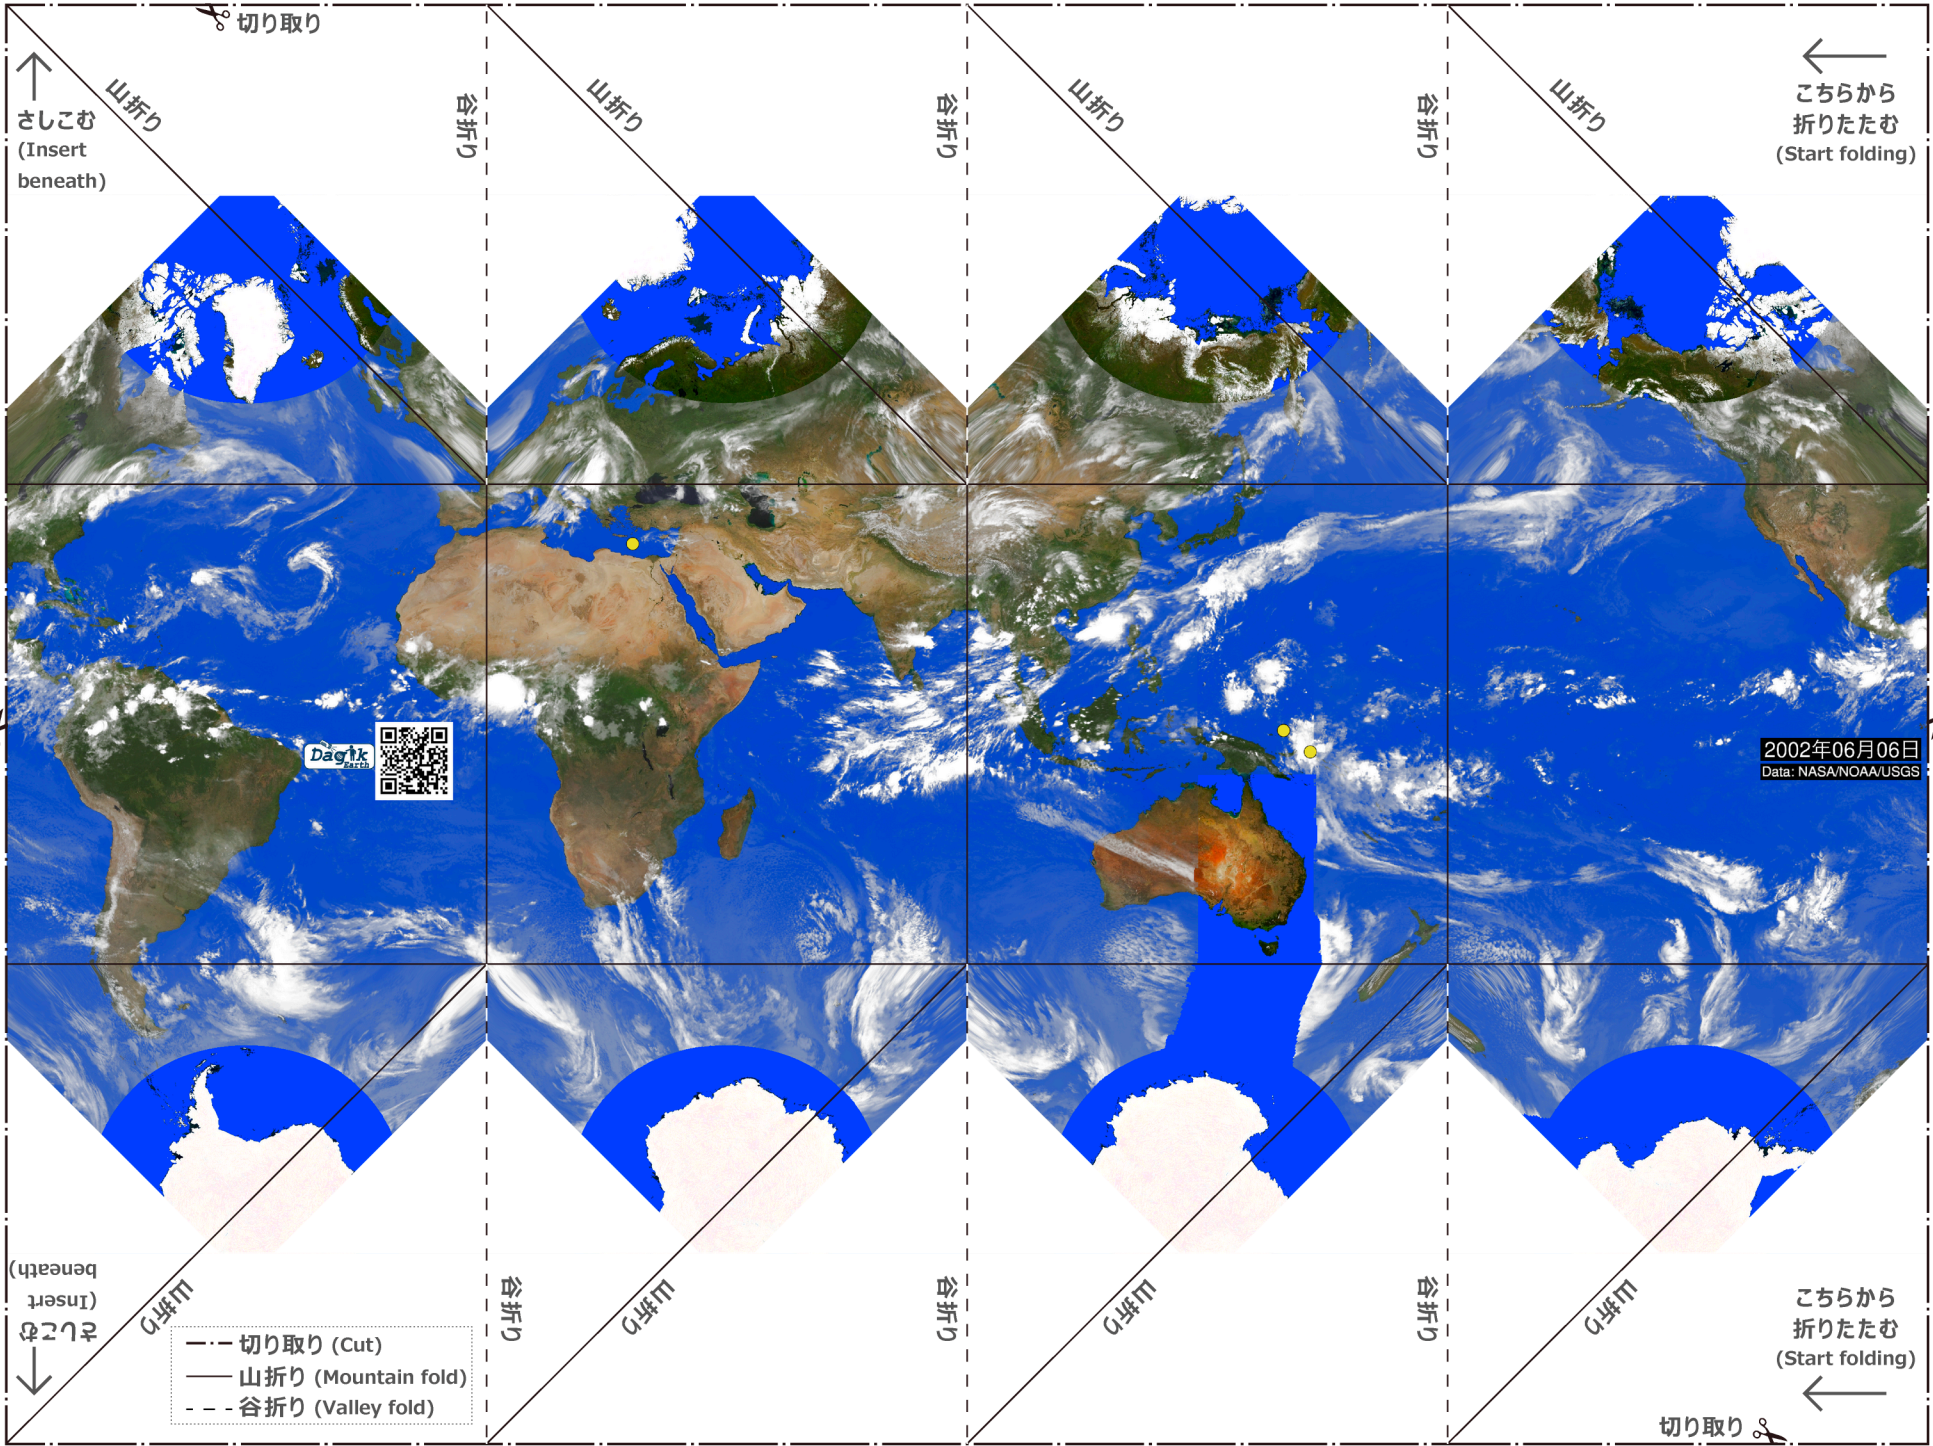 切り取り
山折り
谷折り
山折り
谷折り
山折り
谷折り
山折り
さしこむ
(Insert
beneath)
こちらから
折りたたむ
(Start folding)
Dagik
Earth
2002年06月06日
Data: NASA/NOAA/USGS
さしこむ
(Insert
beneath)
山折り
谷折り
山折り
谷折り
山折り
谷折り
山折り
こちらから
折りたたむ
(Start folding)
切り取り (Cut)
山折り (Mountain fold)
谷折り (Valley fold)
切り取り